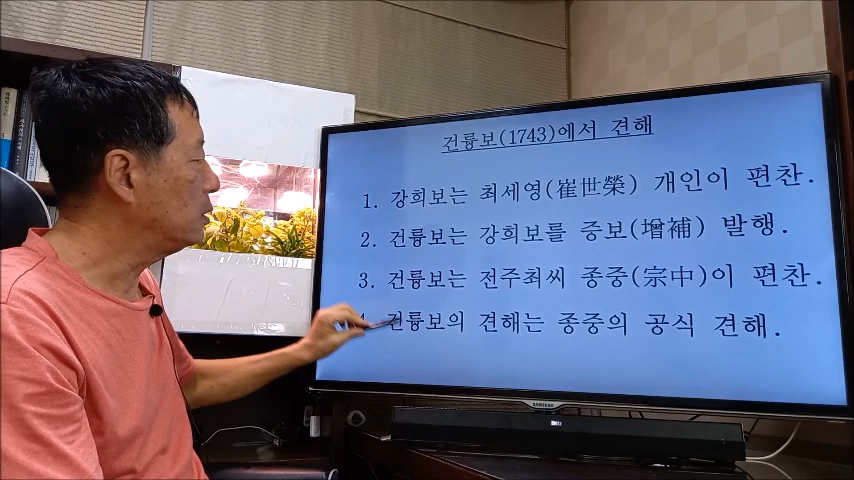 건륭보(1743)에서 견해
1. 강희보는 최세영(崔世榮) 개인이 편찬.
2. 건륭보는 강희보를 증보(增補) 발행.
3. 건륭보는 전주최씨 종중(宗中)이 편찬.
건륭보의 견해는 종중의 공식 견해.
SAMSUNG